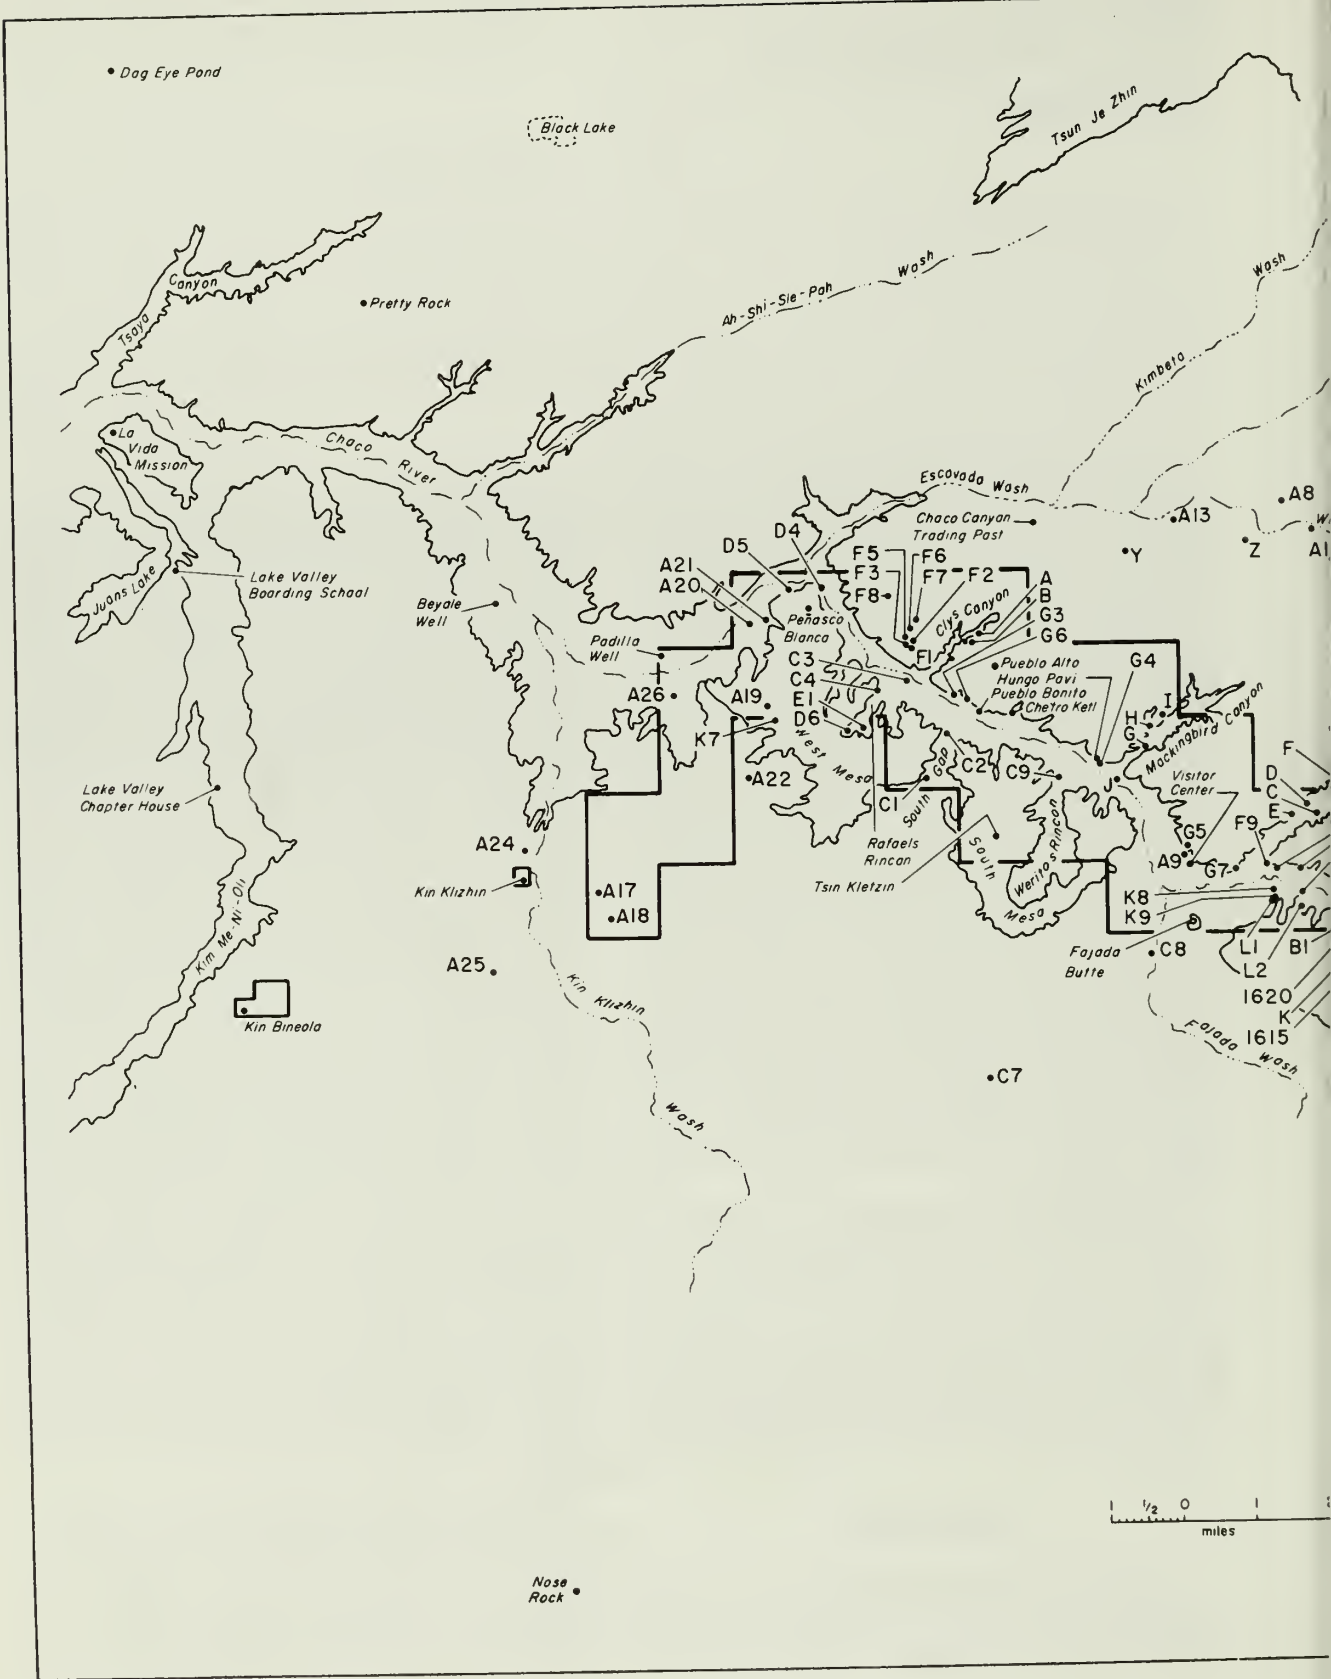 Dag Eye Pond
Black Lake
Tsun Je Zhin
Tsaya
Canyon
Pretty Rock
Ah-Shi-Sle-Pah
Wash
Wash
Kimbeto
La
Vida
Mission
Chaco
River
Escavada Wash
Chaco Canyon
Trading Post
A8
A13
Y
Z
D4
D5
A21
A20
F5
F6
F3
F7
F2
F8
A
B
G3
G6
Juans Lake
Lake Valley
Boarding School
Beyale
Well
Padilla
Well
Peñasco
Blanca
Clys Canyon
F1
Pueblo Alto
Hungo Pavi
Pueblo Bonito
Chetro Ketl
G4
C3
C4
E1
D6
A26
A19
K7
I
H
G
Mackingbird Canyon
West Mesa
A22
C1
South Gap
C2
C9
J
Visitor
Center
F
D
C
E
Lake Valley
Chapter House
A24
Kin Klizhin
A17
A18
Rafaels
Rincan
Tsin Kletzin
South
Mesa
Weritos Rincon
G5
F9
A9
G7
K8
K9
Fajada
Butte
C8
L1
B1
L2
1620
K
1615
Kim Me-Ni-Oli
A25
Kin Bineola
Kin Klizhin
Wash
C7
Fajada Wash
1 1/2 0 1
miles
Nose
Rock